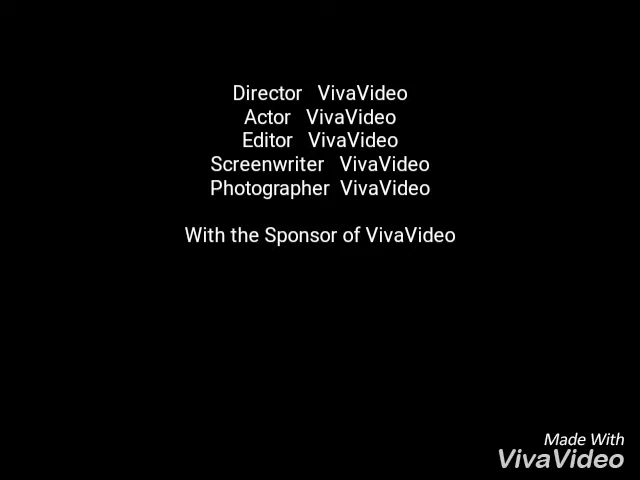 Director VivaVideo
Actor VivaVideo
Editor VivaVideo
Screenwriter VivaVideo
Photographer VivaVideo
With the Sponsor of VivaVideo
Made With
VivaVideo